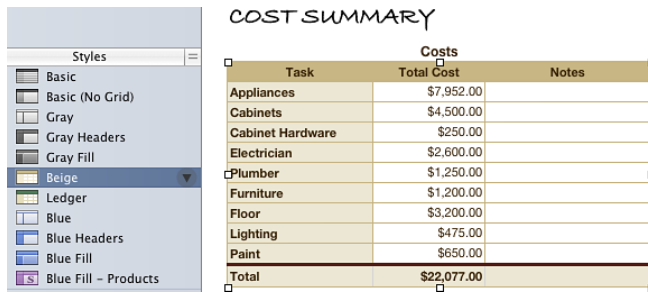 COST SUMMARY
Styles
Basic
Basic (No Grid)
Gray
Gray Headers
Gray Fill
Beige
Ledger
Blue
Blue Headers
Blue Fill
Blue Fill – Products
Costs
Task Total Cost Notes
Appliances $7,952.00
Cabinets $4,500.00
Cabinet Hardware $250.00
Electrician $2,600.00
Plumber $1,250.00
Furniture $1,200.00
Floor $3,200.00
Lighting $475.00
Paint $650.00
Total $22,077.00